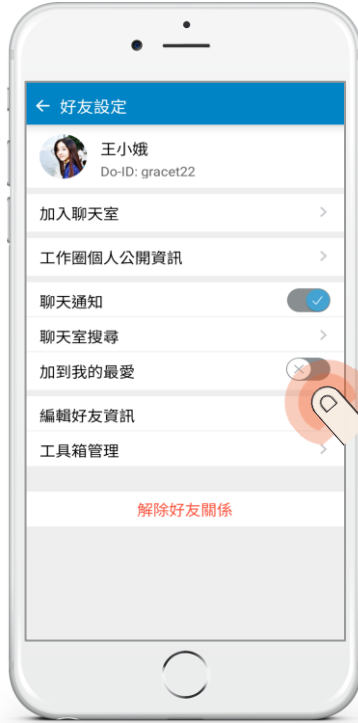 好友設定
王小娥
Do-ID: gracet22
加入聊天室
工作圈個人公開資訊
聊天通知
聊天室搜尋
加到我的最愛
編輯好友資訊
工具箱管理
解除好友關係